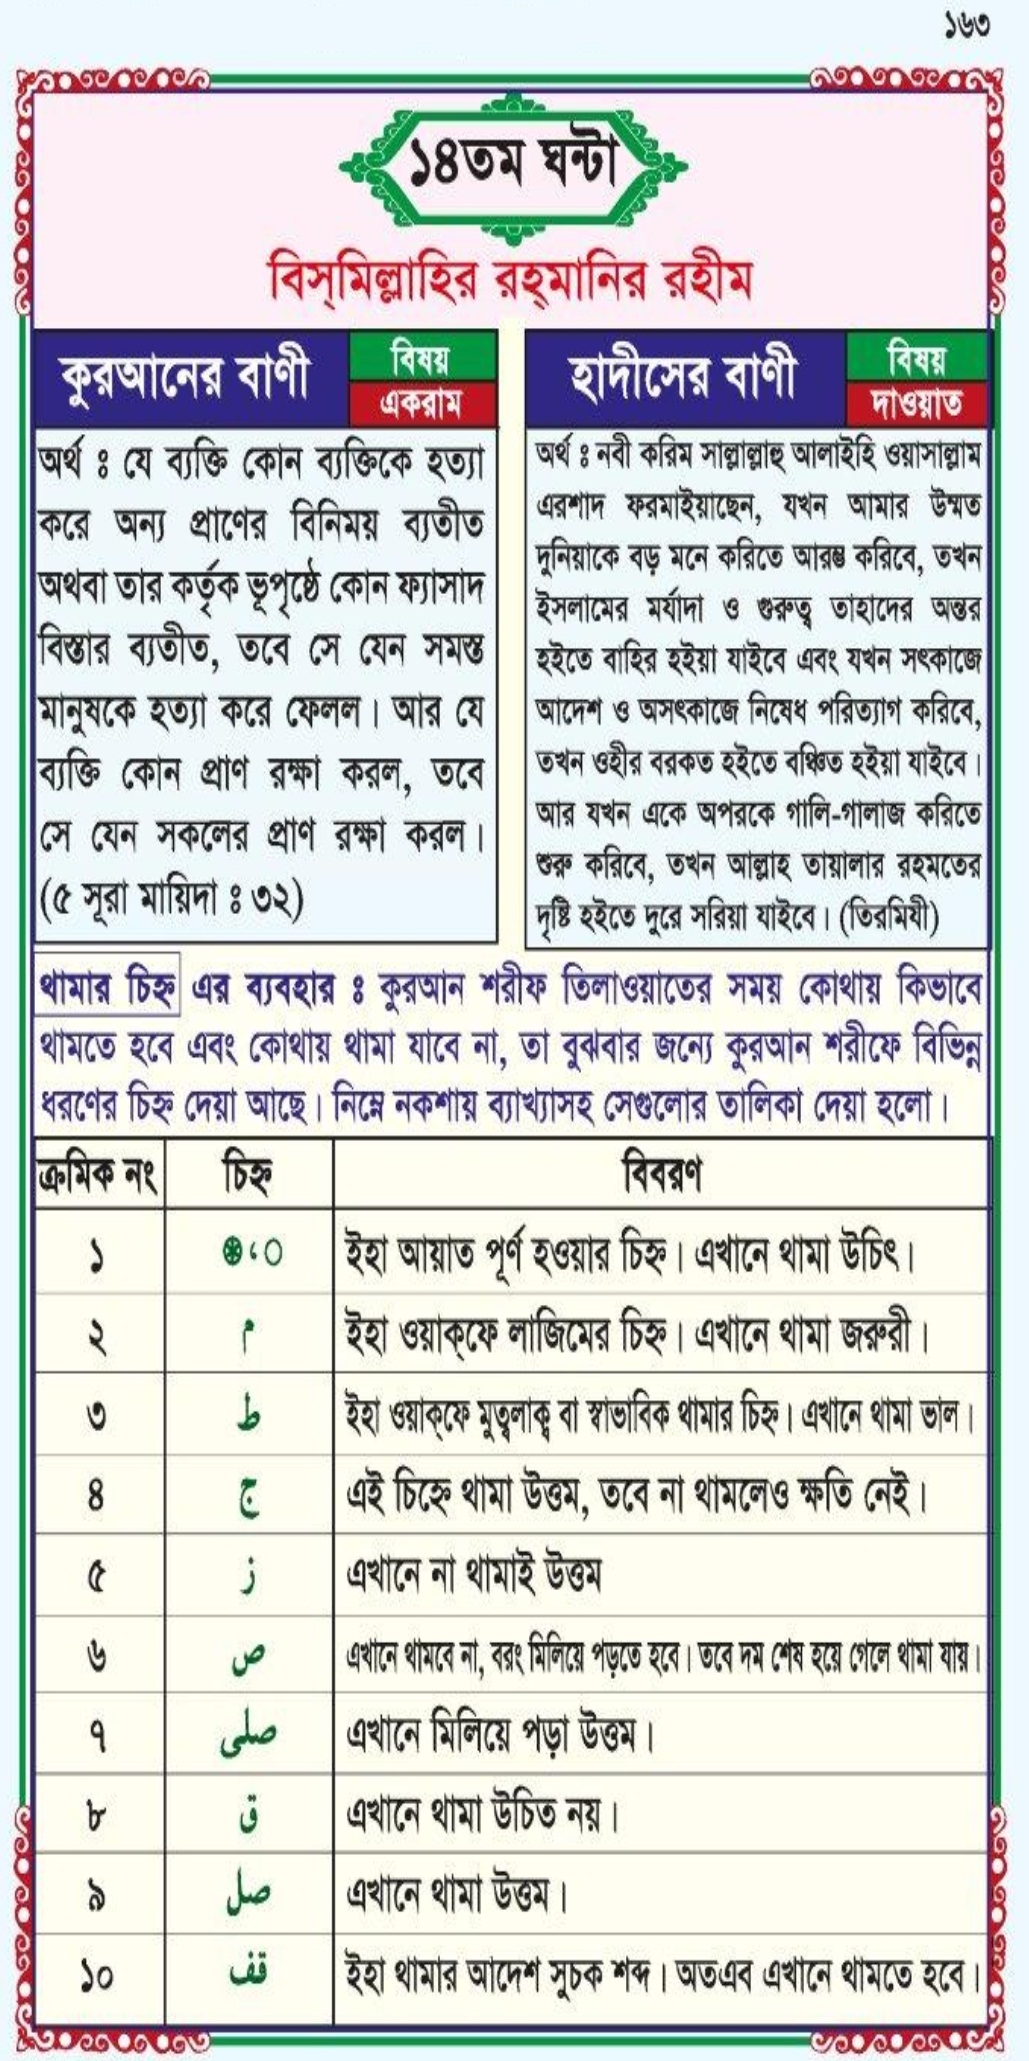 ১৬৩
১৪তম ঘন্টা
বিস্‌মিল্লাহির রহ্‌মানির রহীম
কুরআনের বাণী
বিষয়
একরাম
অর্থ ঃ যে ব্যক্তি কোন ব্যক্তিকে হত্যা
করে অন্য প্রাণের বিনিময় ব্যতীত
অথবা তার কর্তৃক ভূপৃষ্ঠে কোন ফ্যাসাদ
বিস্তার ব্যতীত, তবে সে যেন সমস্ত
মানুষকে হত্যা করে ফেলল। আর যে
ব্যক্তি কোন প্রাণ রক্ষা করল, তবে
সে যেন সকলের প্রাণ রক্ষা করল।
(৫ সূরা মায়িদা ঃ ৩২)
হাদীসের বাণী
বিষয়
দাওয়াত
অর্থ ঃ নবী করিম সাল্লাল্লাহু আলাইহি ওয়াসাল্লাম
এরশাদ ফরমাইয়াছেন, যখন আমার উম্মত
দুনিয়াকে বড় মনে করিতে আরম্ভ করিবে, তখন
ইসলামের মর্যাদা ও গুরুত্ব তাহাদের অন্তর
হইতে বাহির হইয়া যাইবে এবং যখন সৎকাজে
আদেশ ও অসৎকাজে নিষেধ পরিত্যাগ করিবে,
তখন ওহীর বরকত হইতে বঞ্চিত হইয়া যাইবে।
আর যখন একে অপরকে গালি-গালাজ করিতে
শুরু করিবে, তখন আল্লাহ তায়ালার রহমতের
দৃষ্টি হইতে দুরে সরিয়া যাইবে। (তিরমিযী)
থামার চিহ্ন এর ব্যবহার ঃ কুরআন শরীফ তিলাওয়াতের সময় কোথায় কিভাবে
থামতে হবে এবং কোথায় থামা যাবে না, তা বুঝবার জন্যে কুরআন শরীফে বিভিন্ন
ধরণের চিহ্ন দেয়া আছে। নিম্নে নকশায় ব্যাখ্যাসহ সেগুলোর তালিকা দেয়া হলো।
ক্রমিক নং চিহ্ন বিবরণ
১ ۞ ، ○ ইহা আয়াত পূর্ণ হওয়ার চিহ্ন। এখানে থামা উচিৎ।
২ م ইহা ওয়াক্‌ফে লাজিমের চিহ্ন। এখানে থামা জরুরী।
৩ ط ইহা ওয়াক্‌ফে মুত্বলাক্ব বা স্বাভাবিক থামার চিহ্ন। এখানে থামা ভাল।
৪ ج এই চিহ্নে থামা উত্তম, তবে না থামলেও ক্ষতি নেই।
৫ ز এখানে না থামাই উত্তম
৬ ص এখানে থামবে না, বরং মিলিয়ে পড়তে হবে। তবে দম শেষ হয়ে গেলে থামা যায়।
৭ صلى এখানে মিলিয়ে পড়া উত্তম।
৮ ق এখানে থামা উচিত নয়।
৯ صل এখানে থামা উত্তম।
১০ قف ইহা থামার আদেশ সুচক শব্দ। অতএব এখানে থামতে হবে।